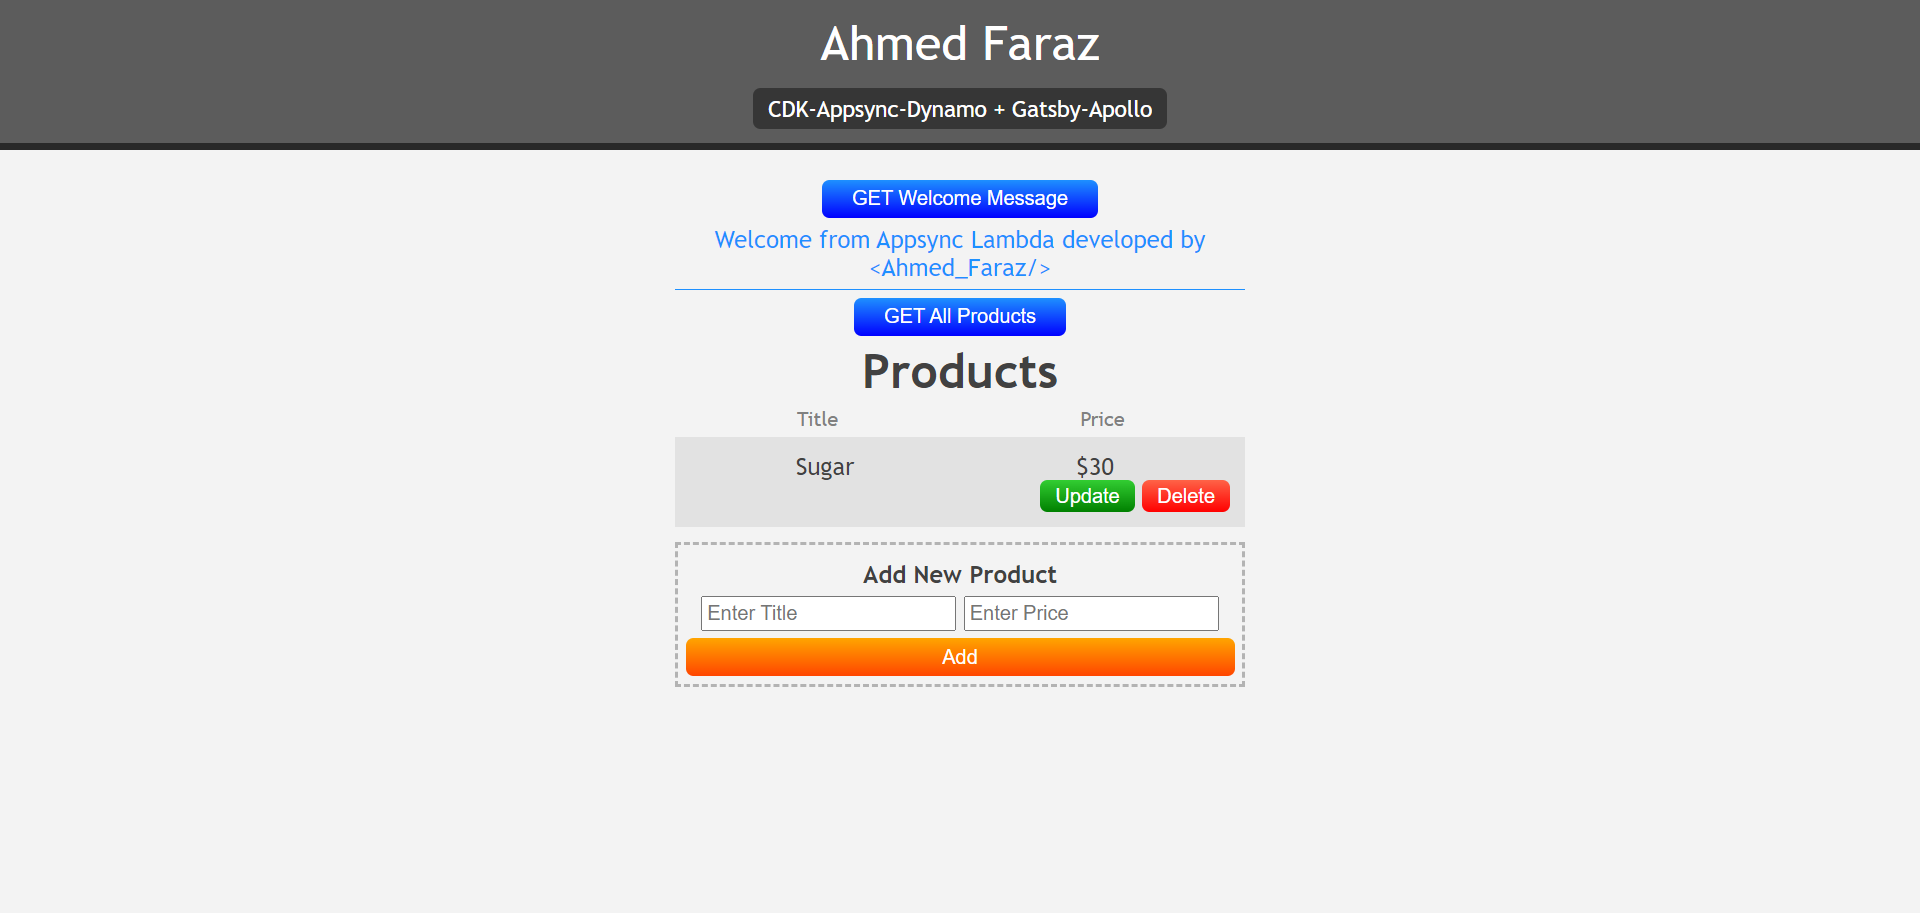 Ahmed Faraz
CDK-Appsync-Dynamo + Gatsby-Apollo
GET Welcome Message
Welcome from Appsync Lambda developed by
<Ahmed_Faraz/>
GET All Products
Products
Title Price
Sugar $30
Update Delete
Add New Product
Enter Title Enter Price
Add